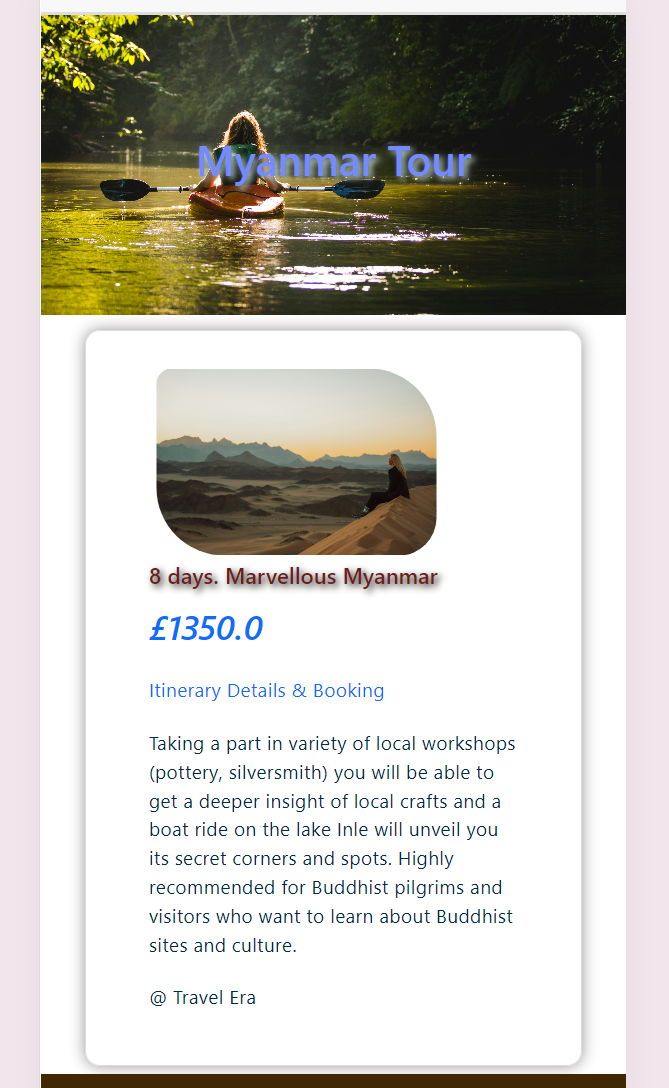 Myanmar Tour
8 days. Marvellous Myanmar
£1350.0
Itinerary Details & Booking
Taking a part in variety of local workshops
(pottery, silversmith) you will be able to
get a deeper insight of local crafts and a
boat ride on the lake Inle will unveil you
its secret corners and spots. Highly
recommended for Buddhist pilgrims and
visitors who want to learn about Buddhist
sites and culture.
@ Travel Era